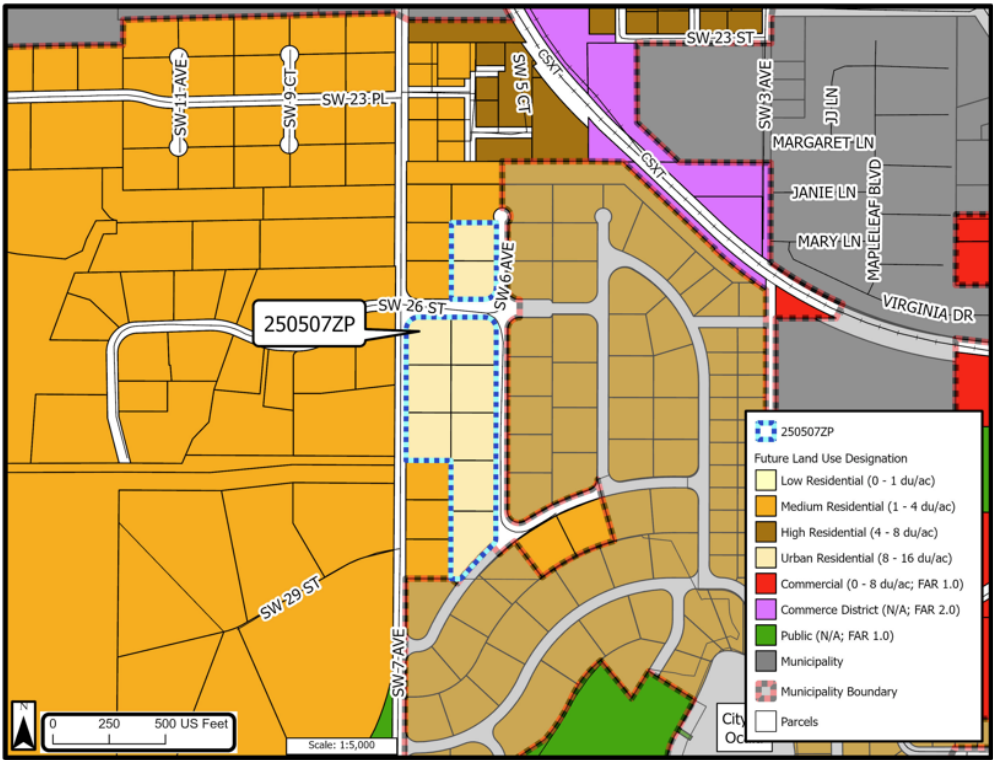 SW 23 ST
CSXT
SW 5 CT
SW 11 AVE
SW 9 CT
SW 23 PL
SW 3 AVE
JJ LN
MARGARET LN
CSXT
JANIE LN
MAPLELEAF BLVD
MARY LN
SW 6 AVE
SW 26 ST
VIRGINIA DR
250507ZP
250507ZP
Future Land Use Designation
Low Residential (0 - 1 du/ac)
Medium Residential (1 - 4 du/ac)
High Residential (4 - 8 du/ac)
Urban Residential (8 - 16 du/ac)
Commercial (0 - 8 du/ac; FAR 1.0)
Commerce District (N/A; FAR 2.0)
Public (N/A; FAR 1.0)
Municipality
Municipality Boundary
Parcels
SW 29 ST
SW 7 AVE
N
0 250 500 US Feet
Scale: 1:5,000